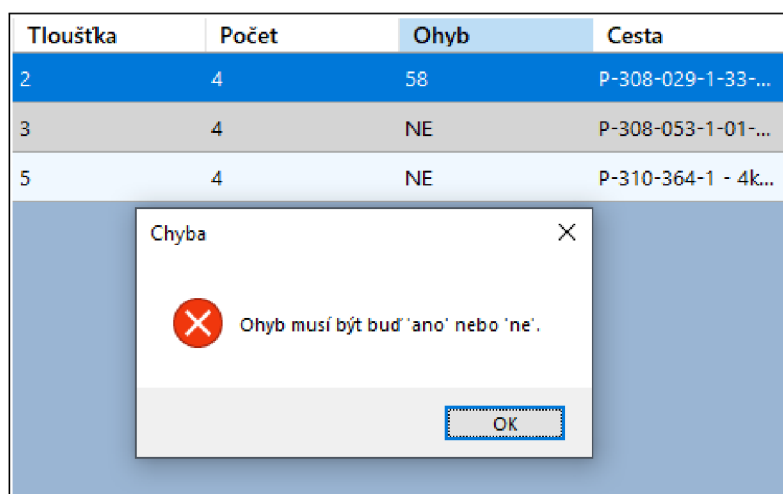 Tloušťka Počet Ohyb Cesta
2 4 58 P-308-029-1-33-...
3 4 NE P-308-053-1-01-...
5 4 NE P-310-364-1 - 4k...
Chyba
Ohyb musí být buď 'ano' nebo 'ne'.
OK